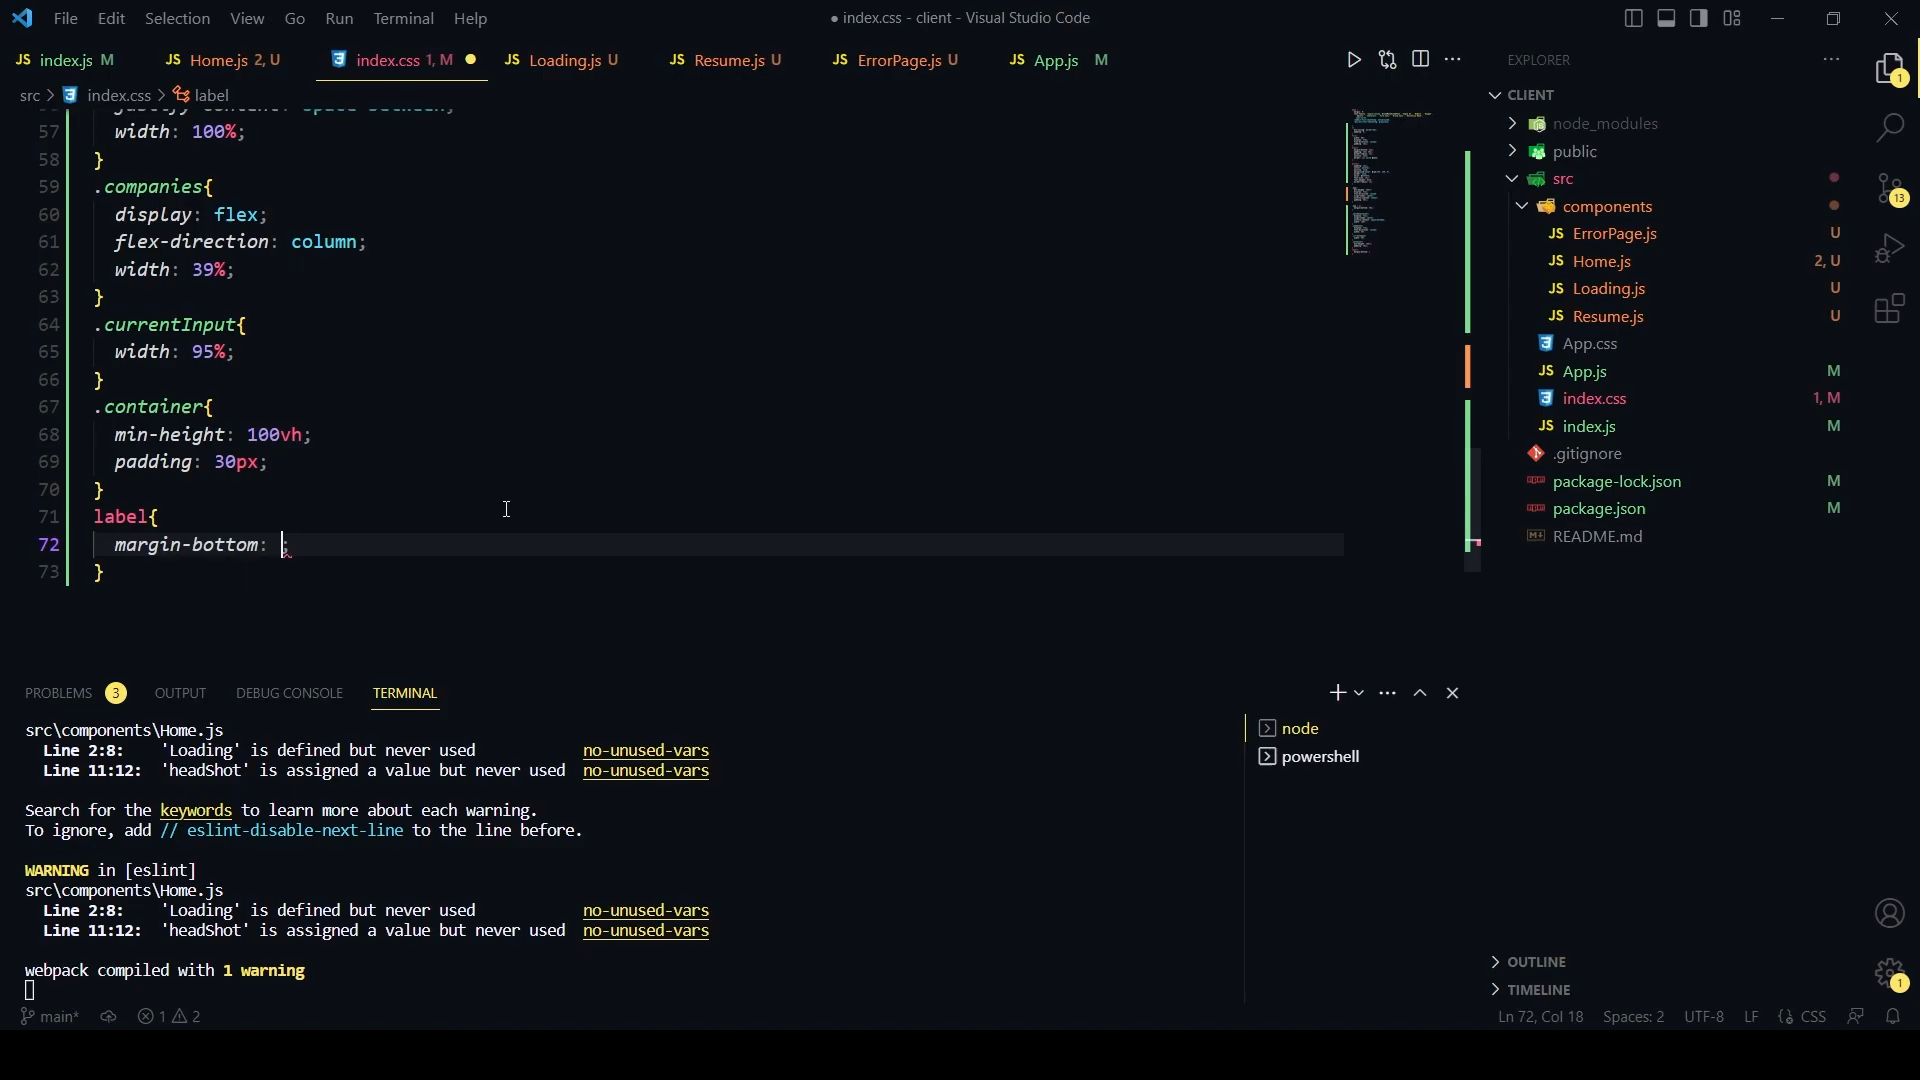 File Edit Selection View Go Run Terminal Help
● index.css - client - Visual Studio Code
JS index.js M JS Home.js 2, U index.css 1, M JS Loading.js U JS Resume.js U JS ErrorPage.js U JS App.js M
src > index.css > label
57 width: 100%;
58 }
59 .companies{
60 display: flex;
61 flex-direction: column;
62 width: 39%;
63 }
64 .currentInput{
65 width: 95%;
66 }
67 .container{
68 min-height: 100vh;
69 padding: 30px;
70 }
71 label{
72 margin-bottom: ;
73 }
PROBLEMS 3 OUTPUT DEBUG CONSOLE TERMINAL
src\components\Home.js
Line 2:8: 'Loading' is defined but never used no-unused-vars
Line 11:12: 'headShot' is assigned a value but never used no-unused-vars
Search for the keywords to learn more about each warning.
To ignore, add // eslint-disable-next-line to the line before.
WARNING in [eslint]
src\components\Home.js
Line 2:8: 'Loading' is defined but never used no-unused-vars
Line 11:12: 'headShot' is assigned a value but never used no-unused-vars
webpack compiled with 1 warning
node
powershell
EXPLORER
CLIENT
node_modules
public
src
components
JS ErrorPage.js U
JS Home.js 2, U
JS Loading.js U
JS Resume.js U
App.css
JS App.js M
index.css 1, M
JS index.js M
.gitignore
package-lock.json M
package.json M
README.md
OUTLINE
TIMELINE
1
13
1
main* 1 2
Ln 72, Col 18 Spaces: 2 UTF-8 LF CSS